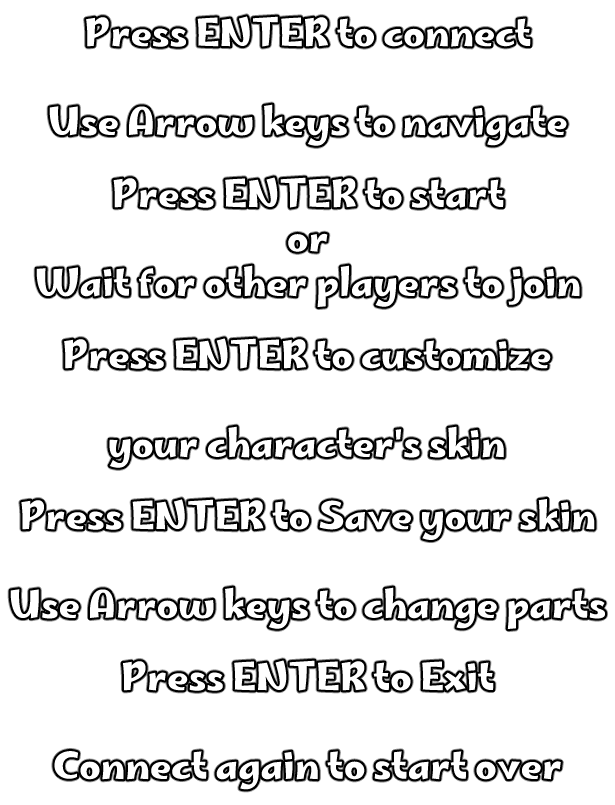 Press ENTER to connect
Use Arrow keys to navigate
Press ENTER to start
or
Wait for other players to join
Press ENTER to customize
your character's skin
Press ENTER to Save your skin
Use Arrow keys to change parts
Press ENTER to Exit
Connect again to start over